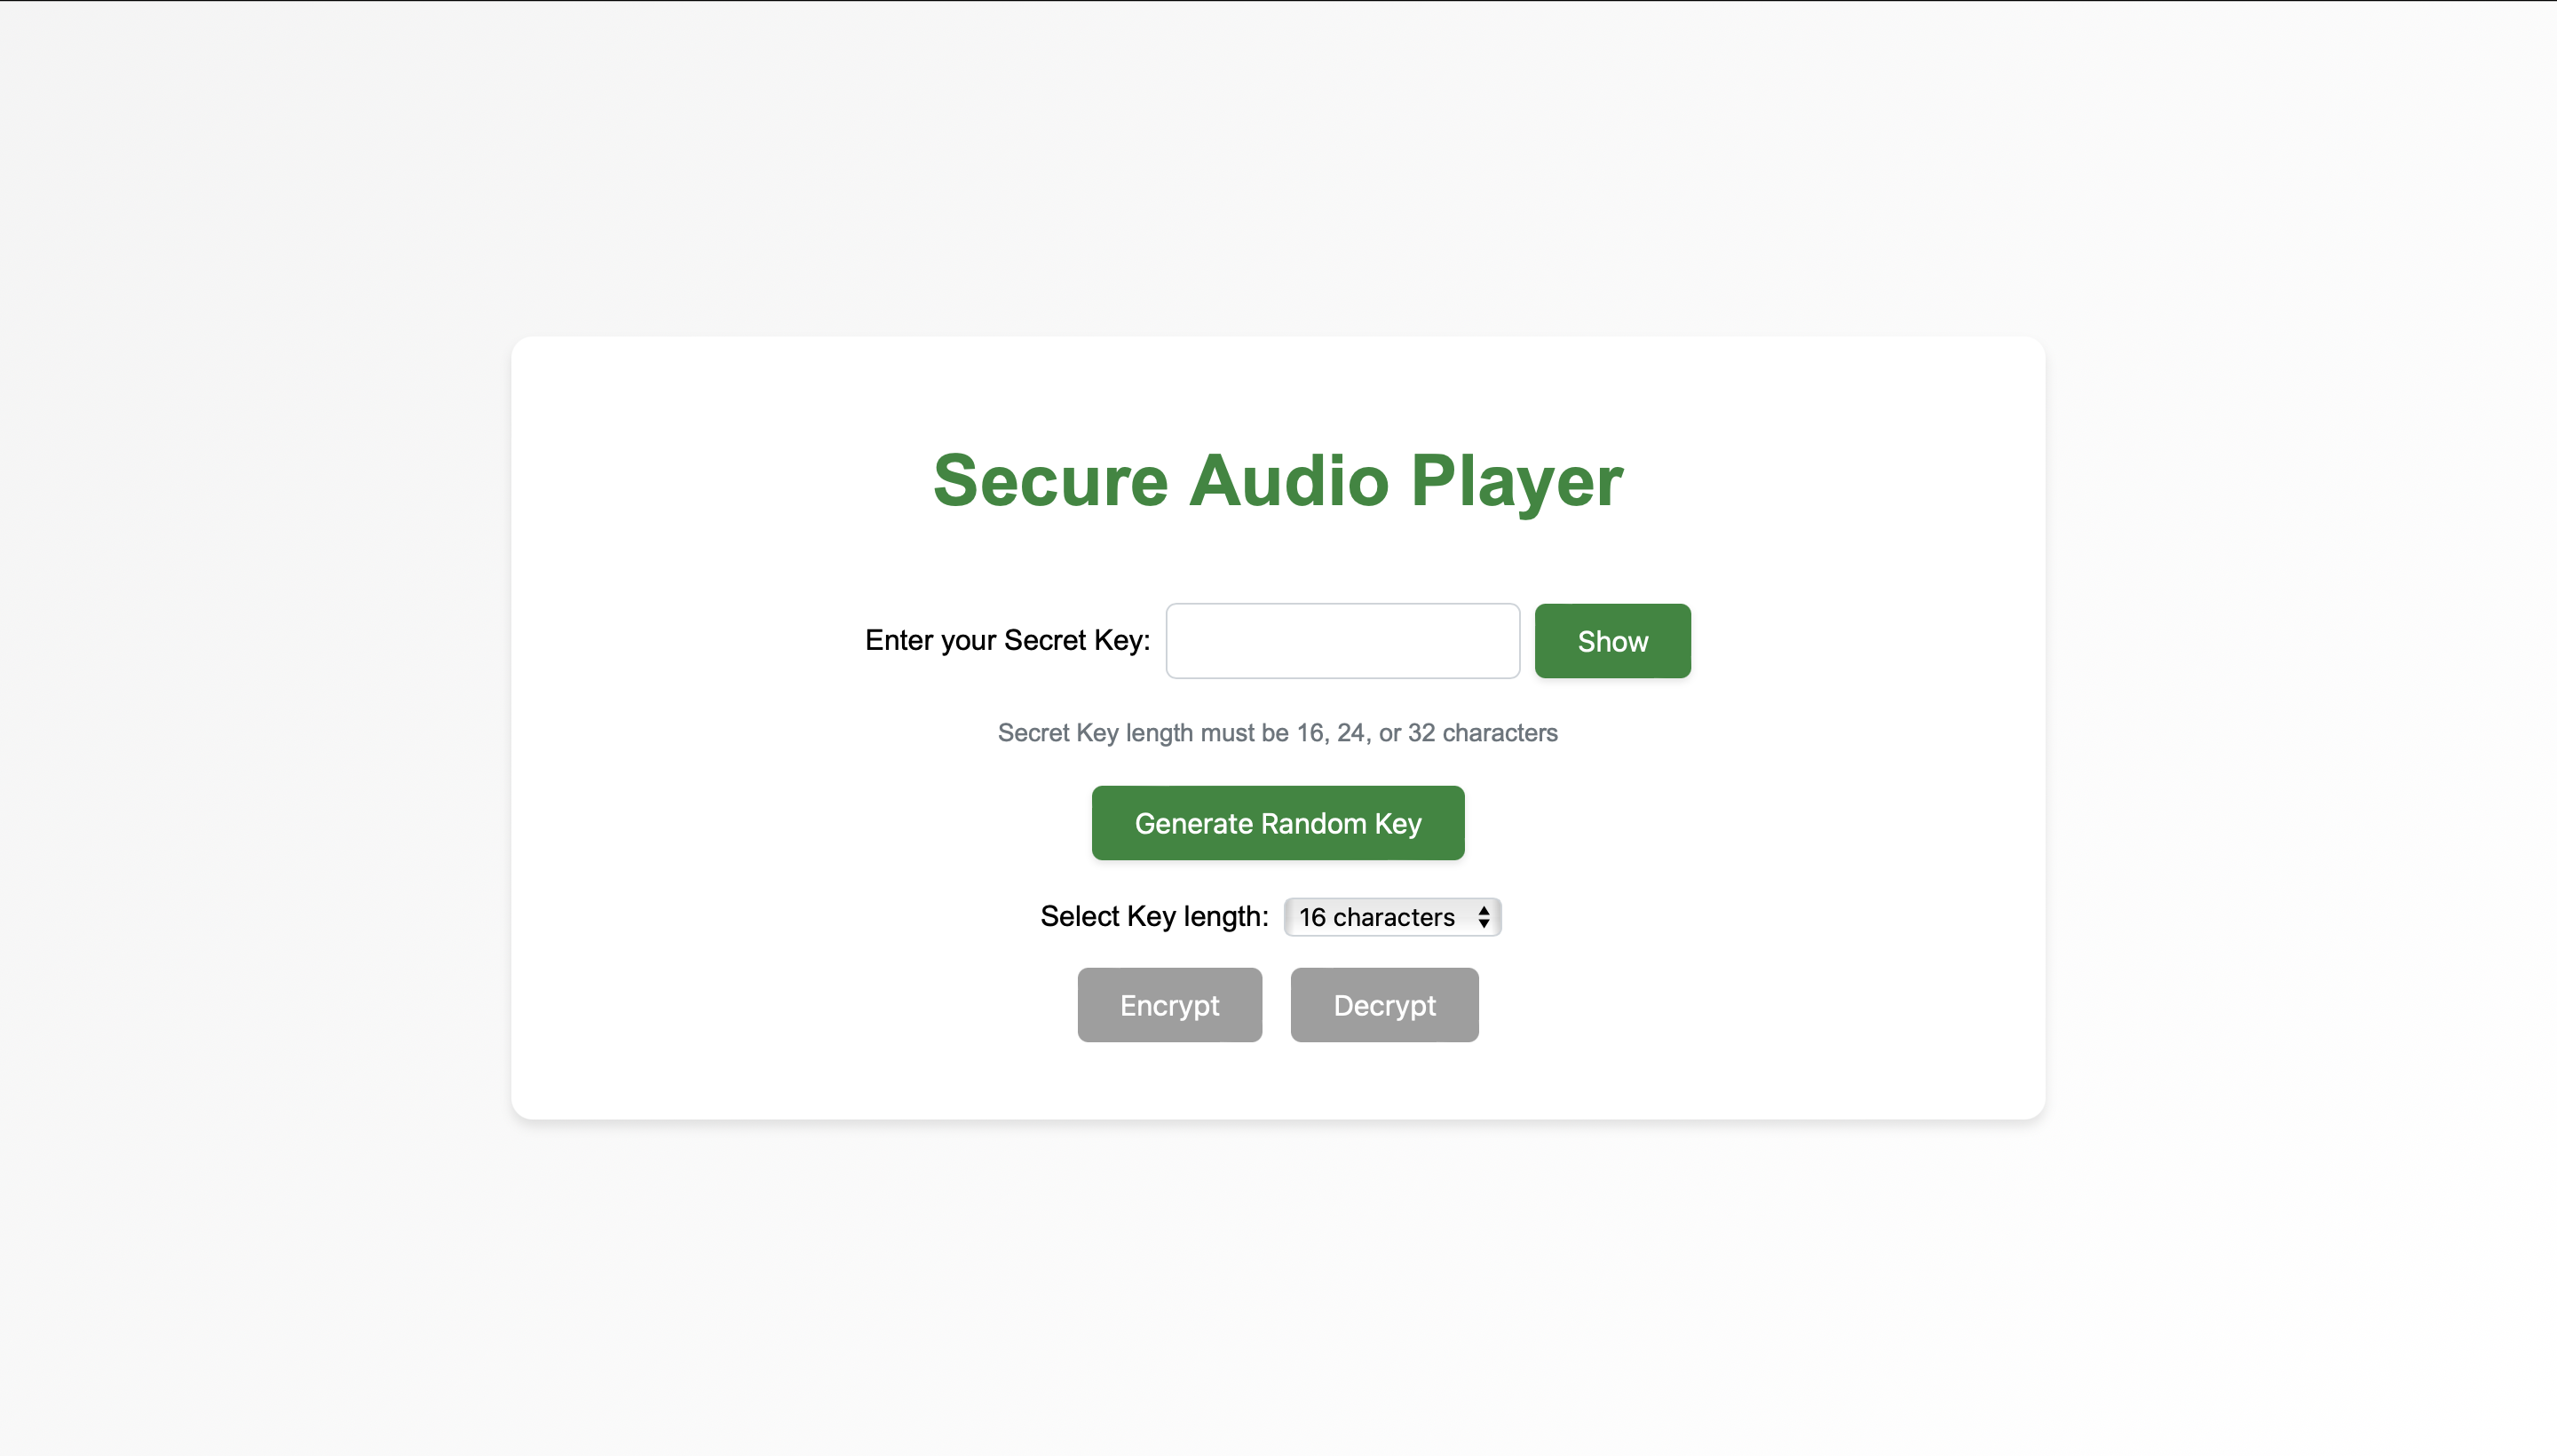 Secure Audio Player
Enter your Secret Key: Show
Secret Key length must be 16, 24, or 32 characters
Generate Random Key
Select Key length: 16 characters
Encrypt Decrypt